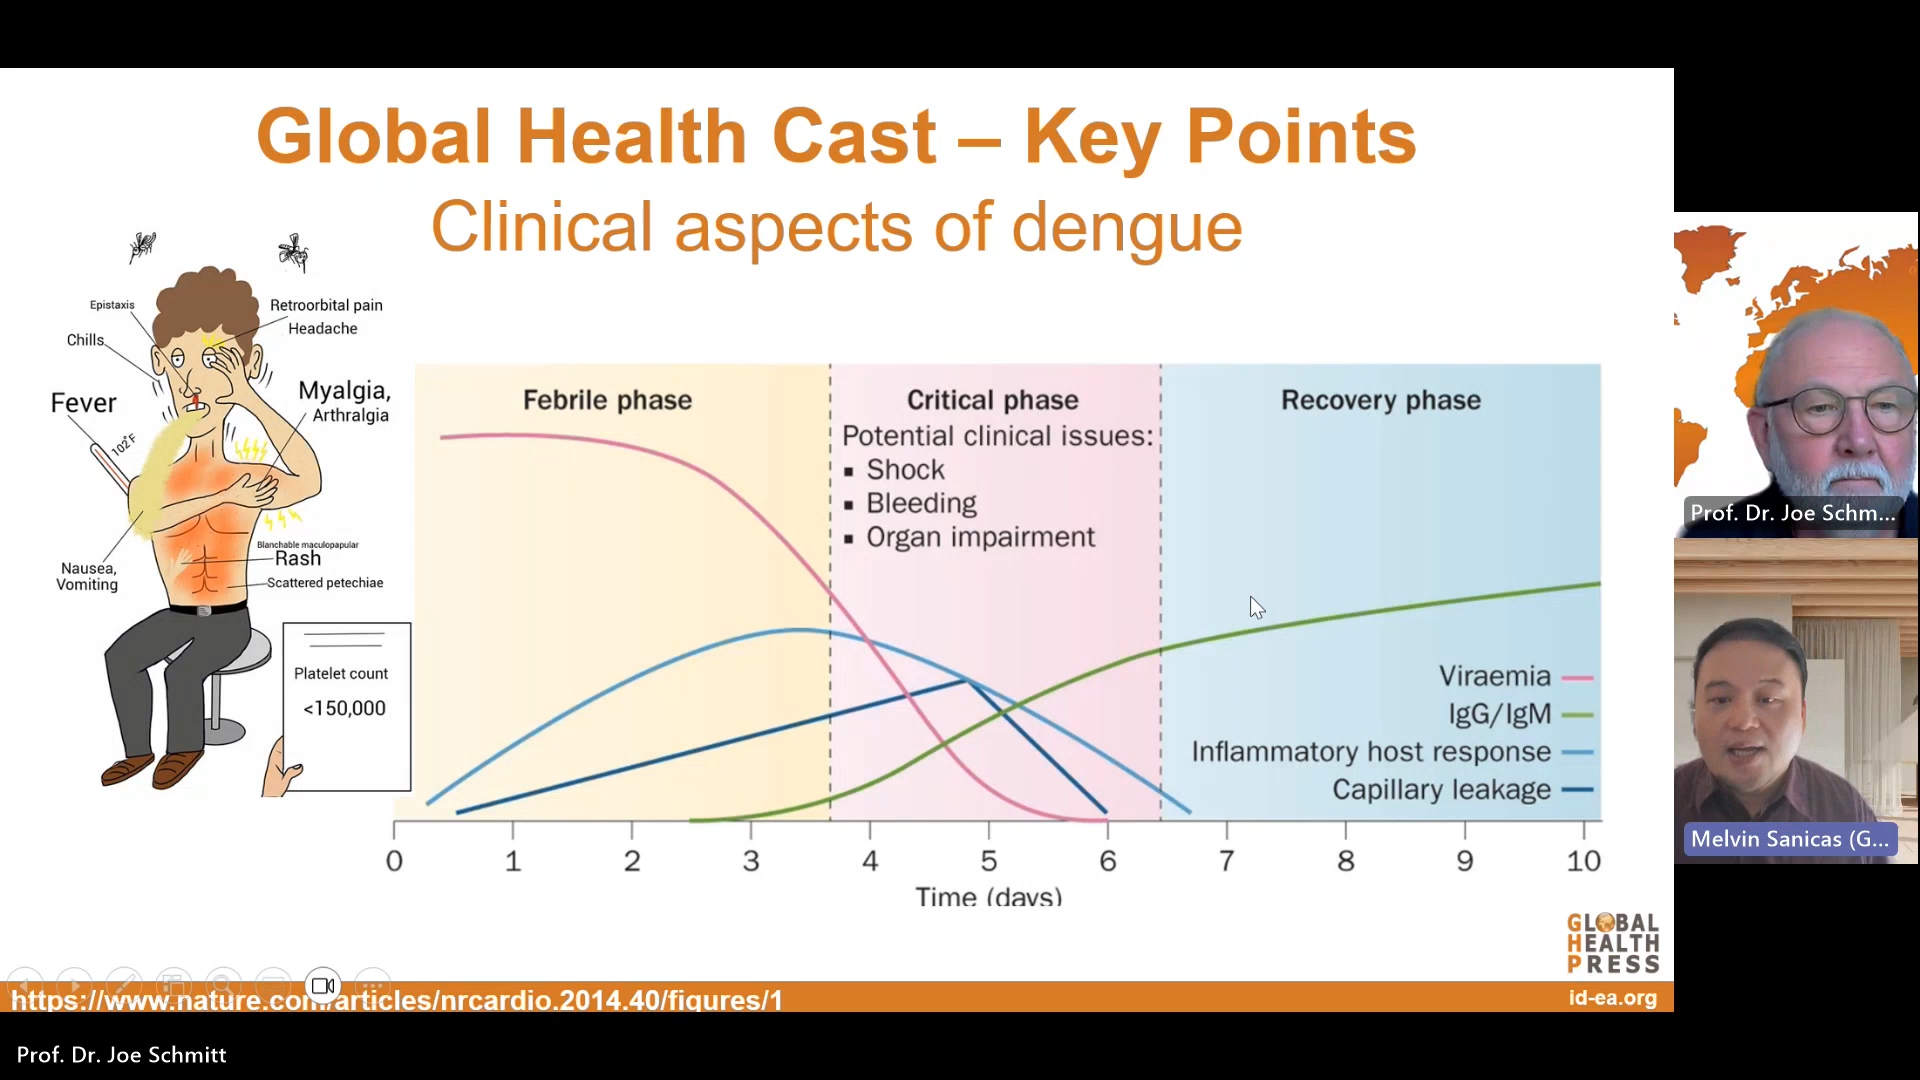 Global Health Cast – Key Points
Clinical aspects of dengue
Epistaxis
Chills
Fever
102°F
Nausea,
Vomiting
Retroorbital pain
Headache
Myalgia,
Arthralgia
Blanchable maculopapular
Rash
Scattered petechiae
Platelet count
<150,000
Febrile phase
Critical phase
Potential clinical issues:
▪ Shock
▪ Bleeding
▪ Organ impairment
Recovery phase
Viraemia
IgG/IgM
Inflammatory host response
Capillary leakage
0 1 2 3 4 5 6 7 8 9 10
Time (days)
GLOBAL
HEALTH
PRESS
https://www.nature.com/articles/nrcardio.2014.40/figures/1
id-ea.org
Prof. Dr. Joe Schm...
Melvin Sanicas (G...
Prof. Dr. Joe Schmitt